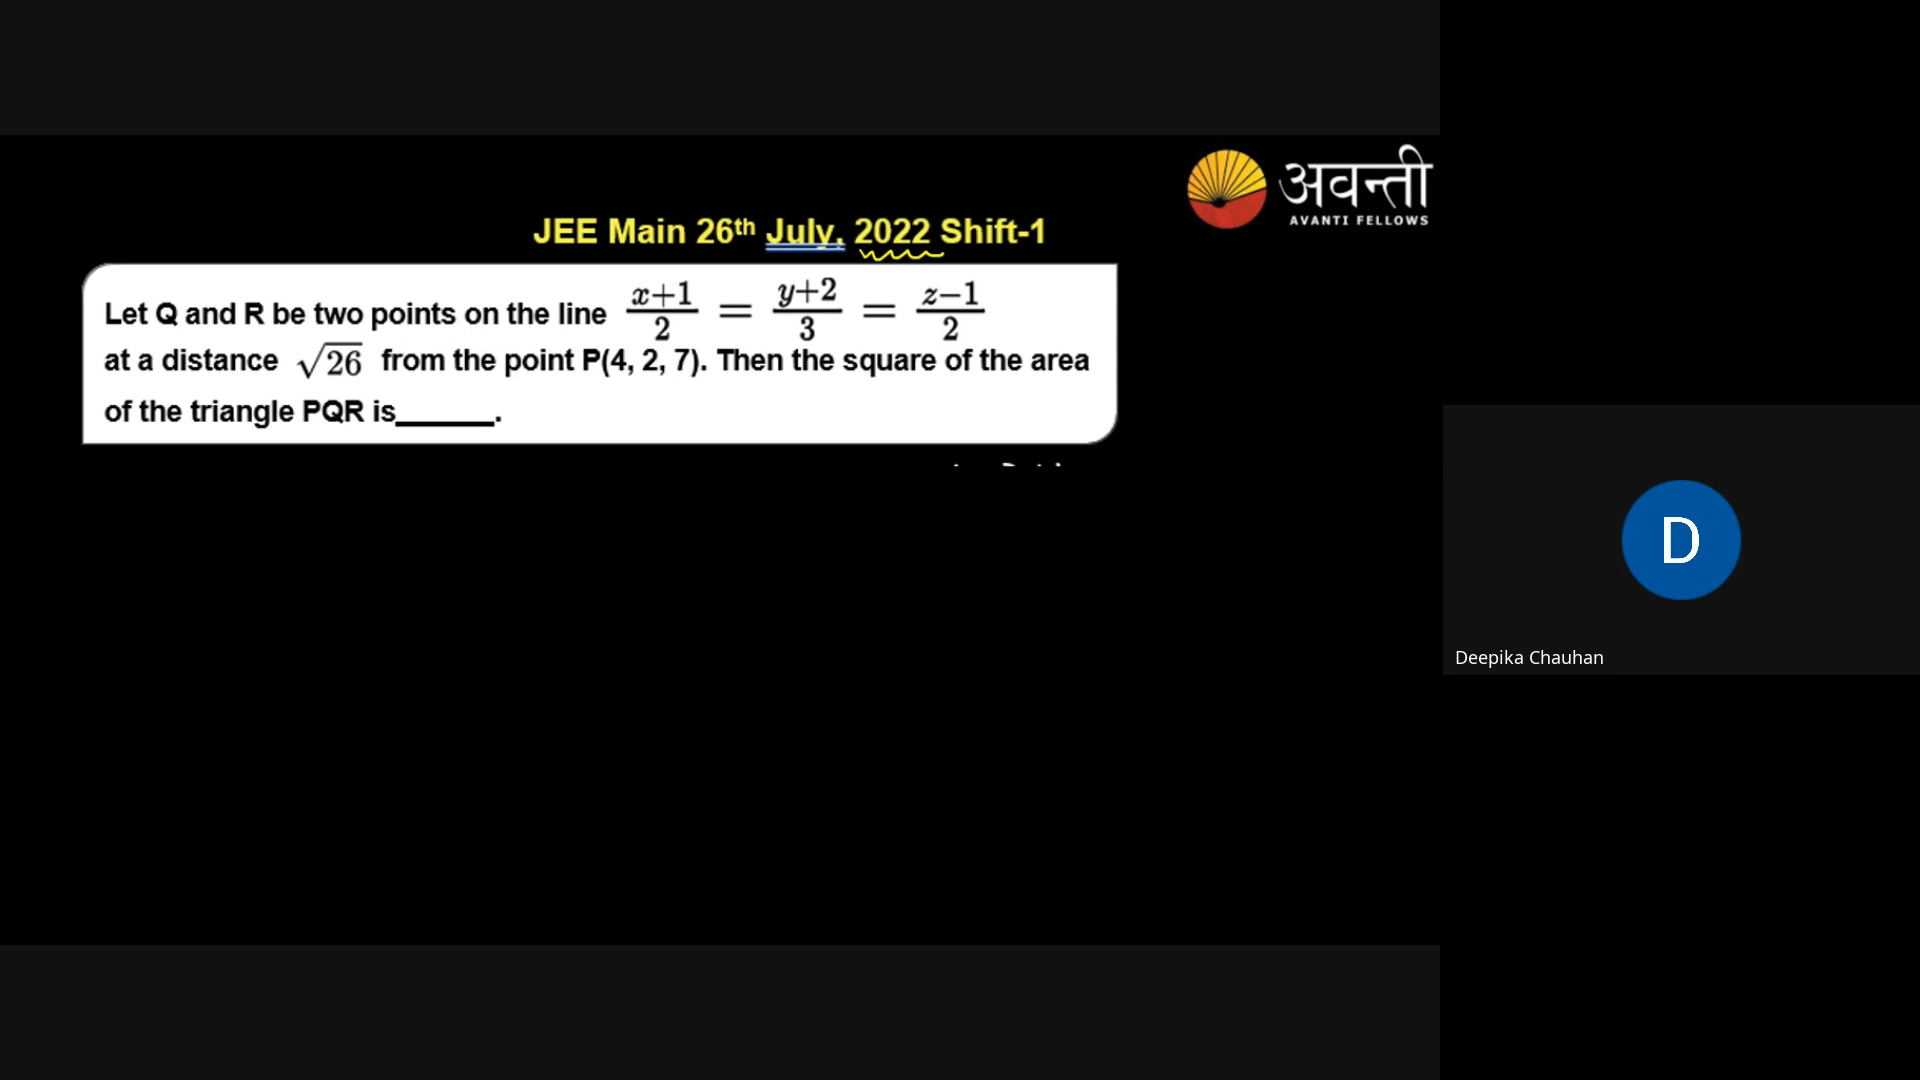 अवन्ती
AVANTI FELLOWS
JEE Main 26th July, 2022 Shift-1
Let Q and R be two points on the line x+1/2 = y+2/3 = z−1/2
at a distance √26 from the point P(4, 2, 7). Then the square of the area
of the triangle PQR is______.
D
Deepika Chauhan